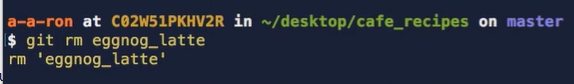 a-a-ron at C02W51PKHV2R in ~/desktop/cafe_recipes on master
$ git rm eggnog_latte
rm 'eggnog_latte'